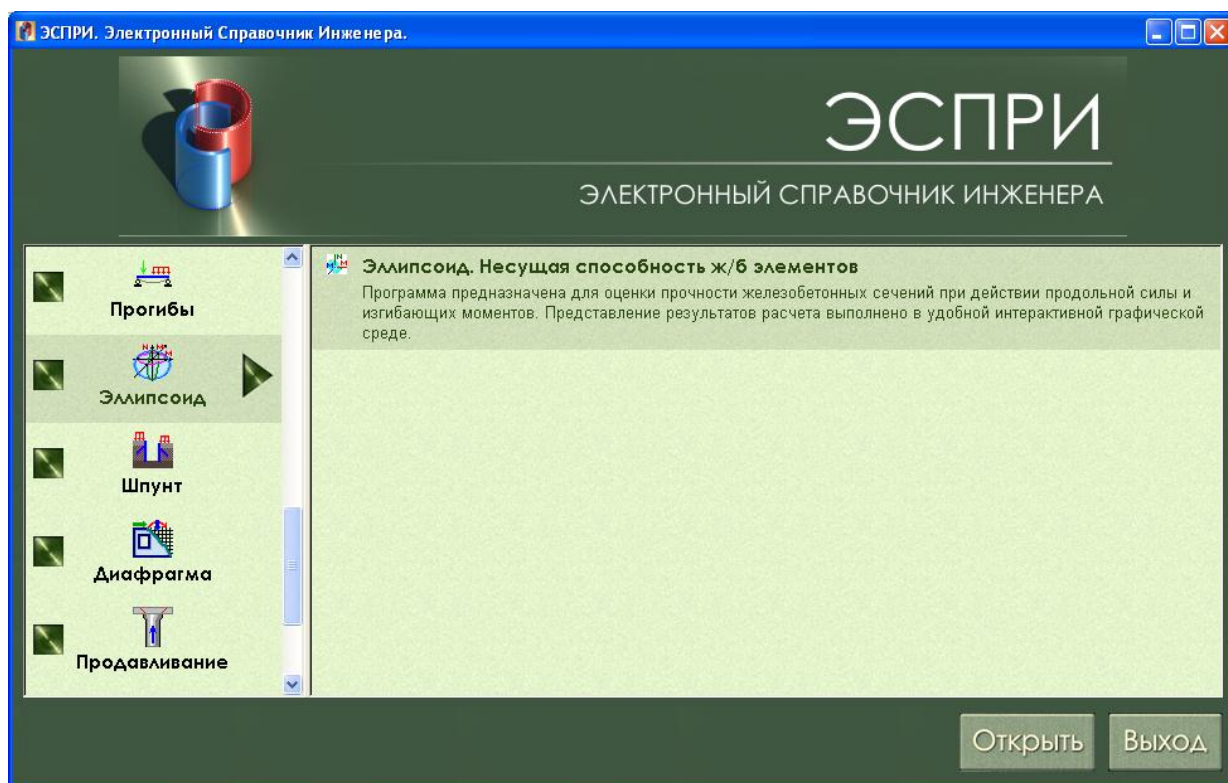 ЭСПРИ. Электронный Справочник Инженера.
ЭСПРИ
ЭЛЕКТРОННЫЙ СПРАВОЧНИК ИНЖЕНЕРА
Прогибы
Эллипсоид
Шпунт
Диафрагма
Продавливание
Эллипсоид. Несущая способность ж/б элементов
Программа предназначена для оценки прочности железобетонных сечений при действии продольной силы и
изгибающих моментов. Представление результатов расчета выполнено в удобной интерактивной графической
среде.
Открыть
Выход